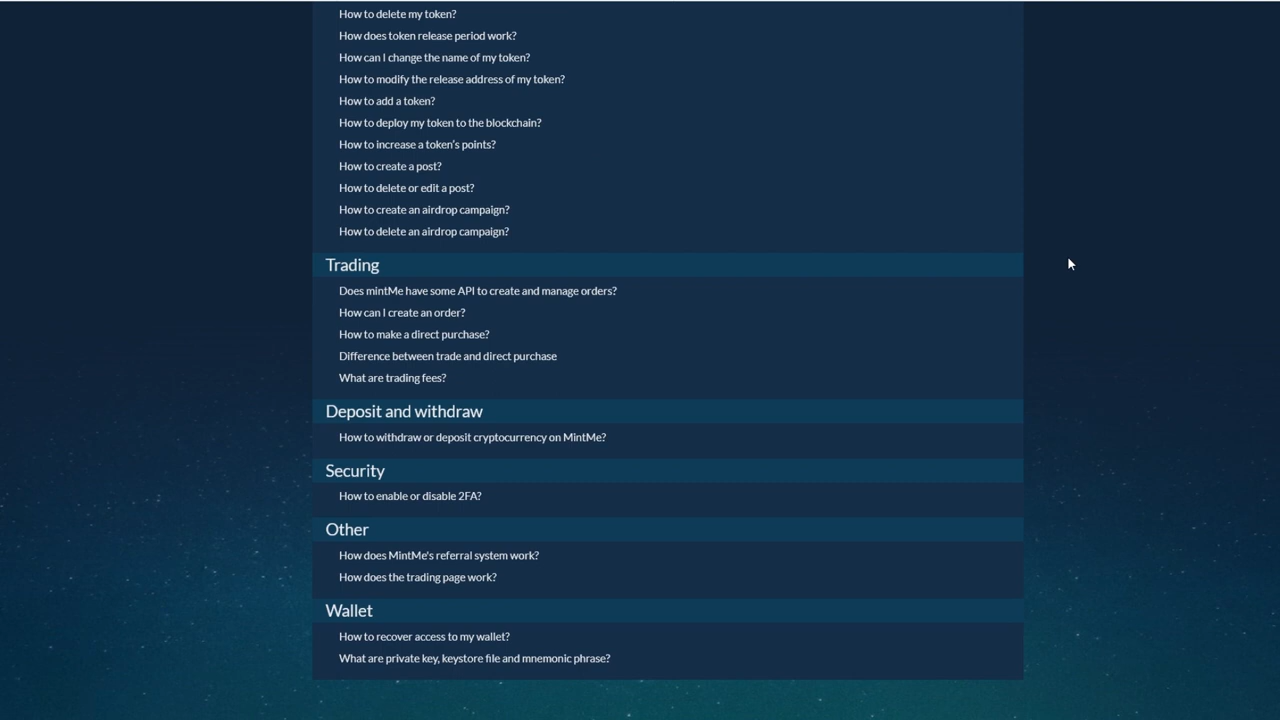 How to delete my token?
How does token release period work?
How can I change the name of my token?
How to modify the release address of my token?
How to add a token?
How to deploy my token to the blockchain?
How to increase a token's points?
How to create a post?
How to delete or edit a post?
How to create an airdrop campaign?
How to delete an airdrop campaign?
Trading
Does mintMe have some API to create and manage orders?
How can I create an order?
How to make a direct purchase?
Difference between trade and direct purchase
What are trading fees?
Deposit and withdraw
How to withdraw or deposit cryptocurrency on MintMe?
Security
How to enable or disable 2FA?
Other
How does MintMe's referral system work?
How does the trading page work?
Wallet
How to recover access to my wallet?
What are private key, keystore file and mnemonic phrase?